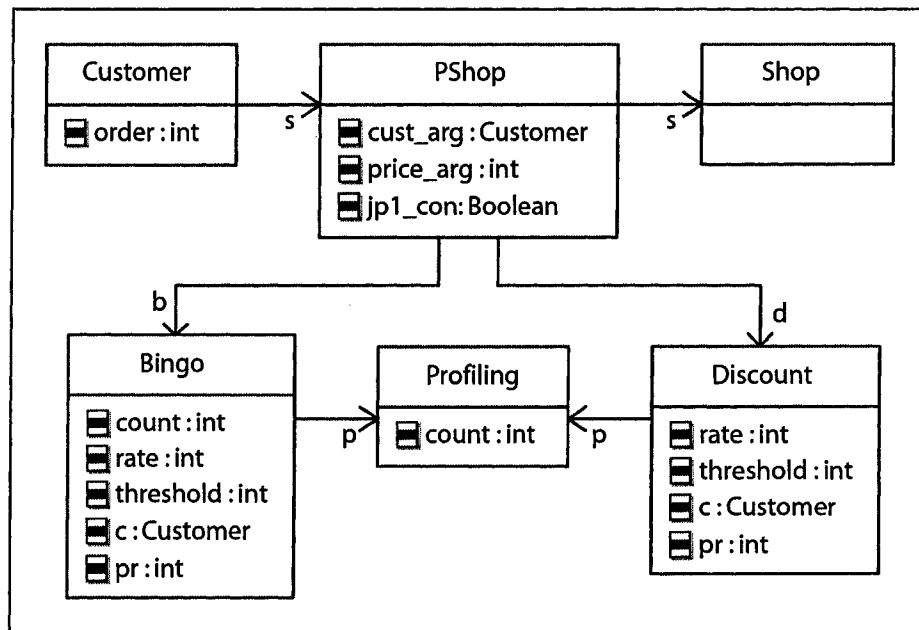 Customer
order : int
s
PShop
cust_arg : Customer
price_arg : int
jp1_con: Boolean
s
Shop
b
d
Bingo
count : int
rate : int
threshold : int
c : Customer
pr : int
p
Profiling
count : int
p
Discount
rate : int
threshold : int
c : Customer
pr : int